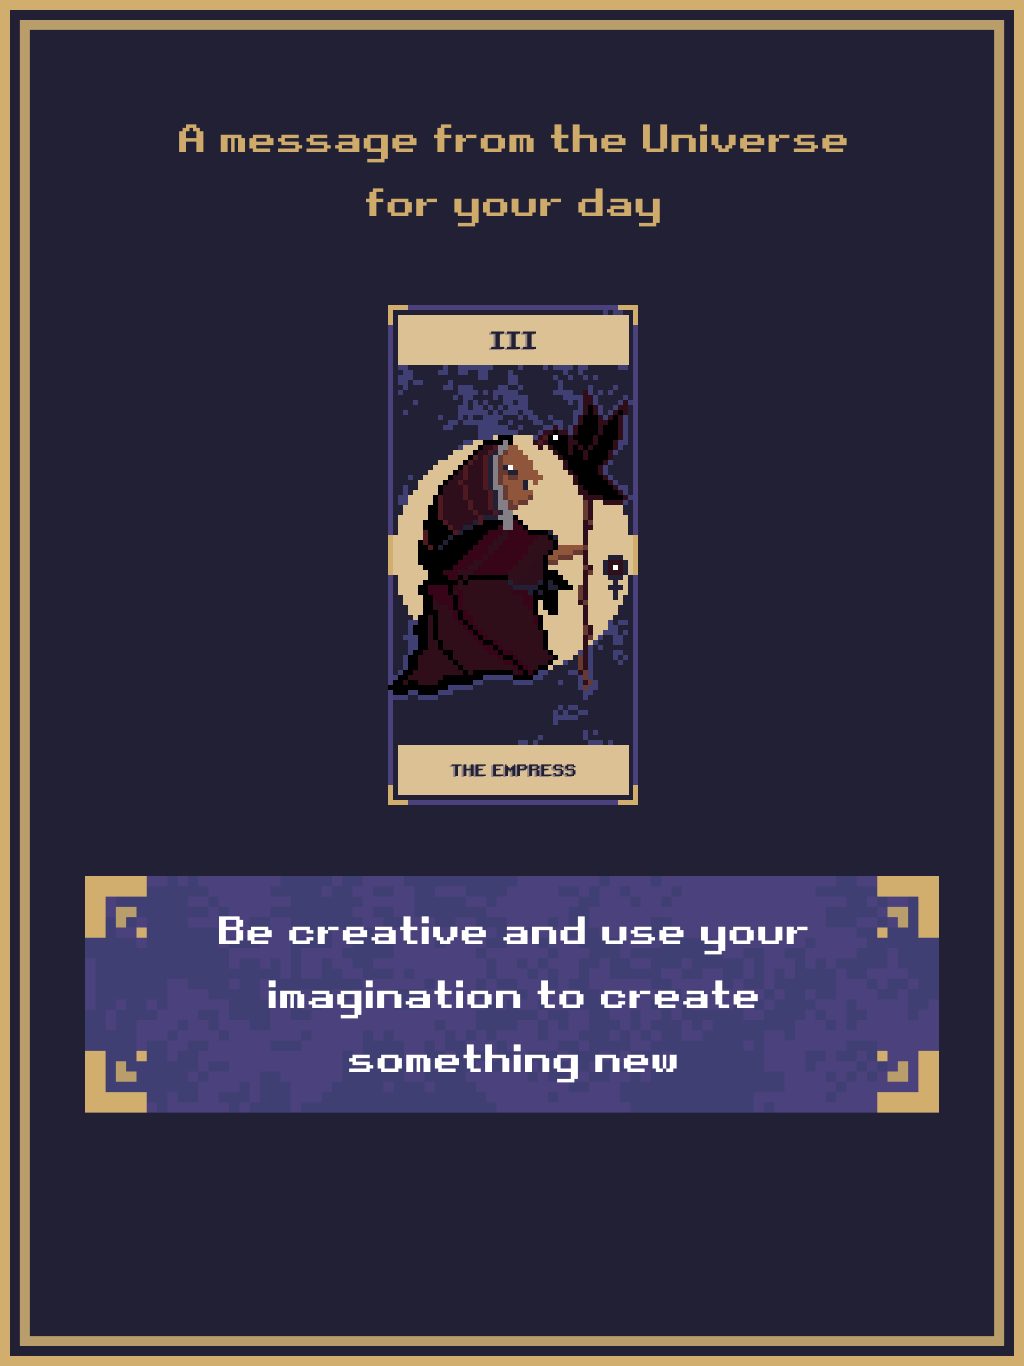 A message from the Universe
for your day
III
THE EMPRESS
Be creative and use your
imagination to create
something new